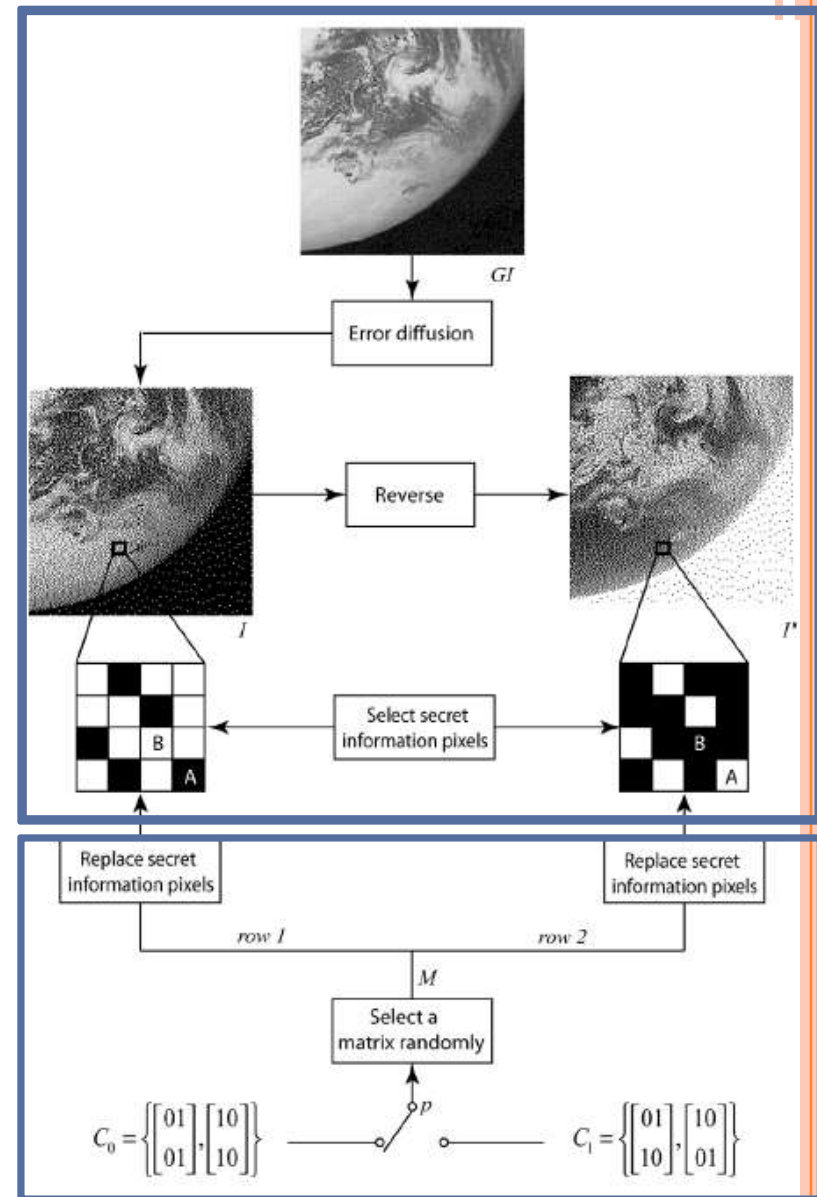 GI
Error diffusion
Reverse
I
I*
Select secret
information pixels
B
A
B
A
Replace secret
information pixels
Replace secret
information pixels
row 1
row 2
M
Select a
matrix randomly
p
C₀ = {[01 01], [10 10]}
C₁ = {[01 10], [10 01]}